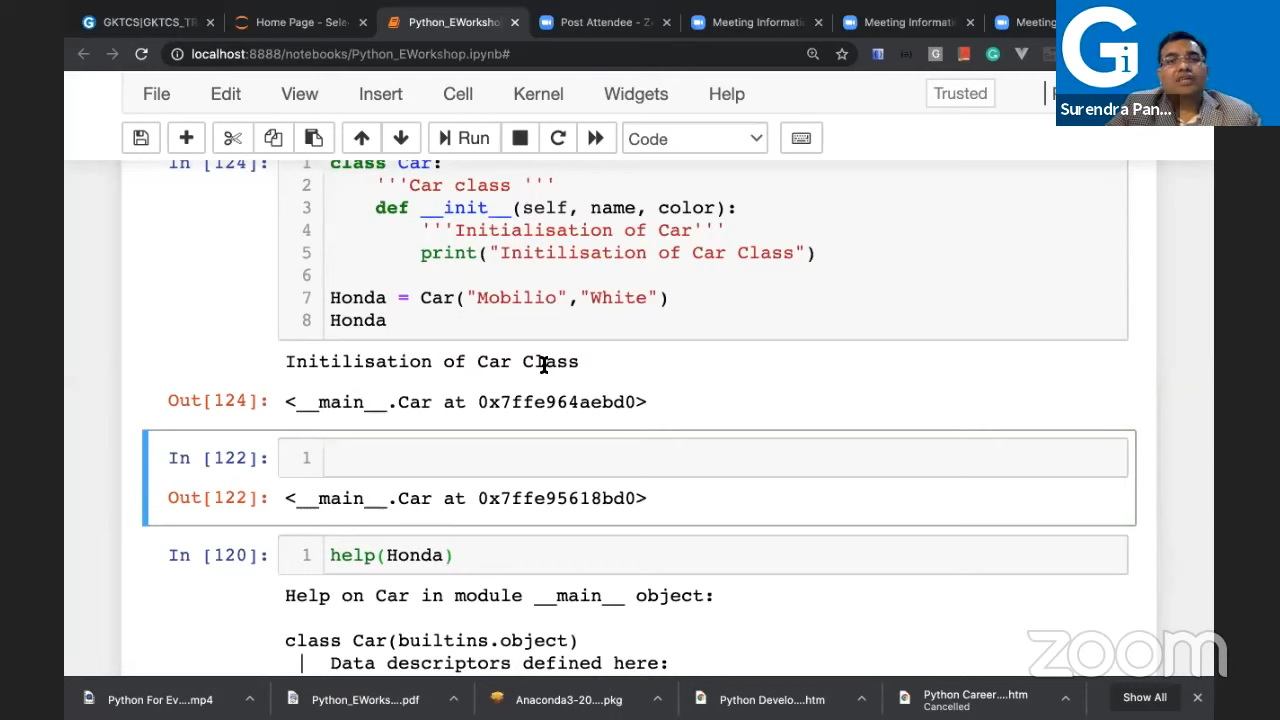 GKTCS|GKTCS_TR
Home Page - Sele
Python_EWorksho
Post Attendee - Z
Meeting Informati
Meeting Informati
Meeting
localhost:8888/notebooks/Python_EWorkshop.ipynb#
Gi
Surendra Pan...
File Edit View Insert Cell Kernel Widgets Help Trusted
Run Code
In [124]: 1 class Car:
2 '''Car class '''
3 def __init__(self, name, color):
4 '''Initialisation of Car'''
5 print("Initilisation of Car Class")
6
7 Honda = Car("Mobilio","White")
8 Honda
Initilisation of Car Class
Out[124]: <__main__.Car at 0x7ffe964aebd0>
In [122]: 1
Out[122]: <__main__.Car at 0x7ffe95618bd0>
In [120]: 1 help(Honda)
Help on Car in module __main__ object:
class Car(builtins.object)
| Data descriptors defined here:
zoom
Python For Ev....mp4
Python_EWorks....pdf
Anaconda3-20....pkg
Python Develo....htm
Python Career....htm
Cancelled
Show All